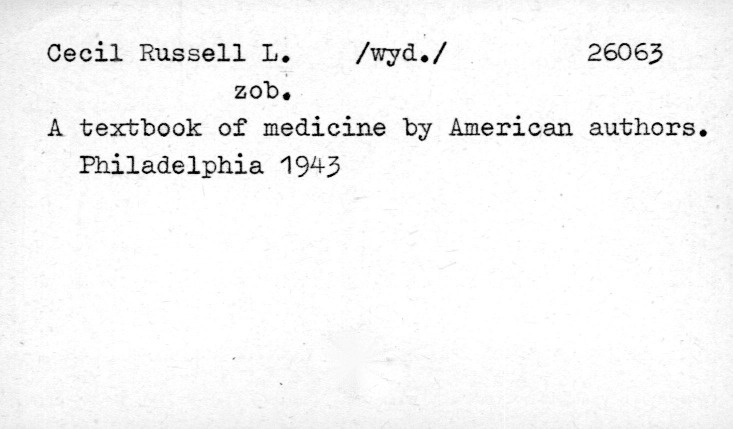 Cecil Russell L. /wyd./ 26063
zob.
A textbook of medicine by American authors.
Philadelphia 1943